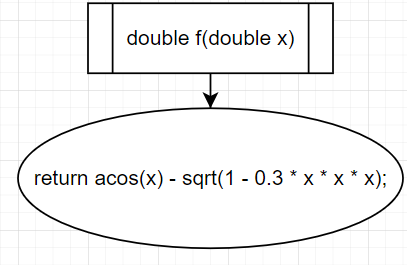 double f(double x)
return acos(x) - sqrt(1 - 0.3 * x * x * x);